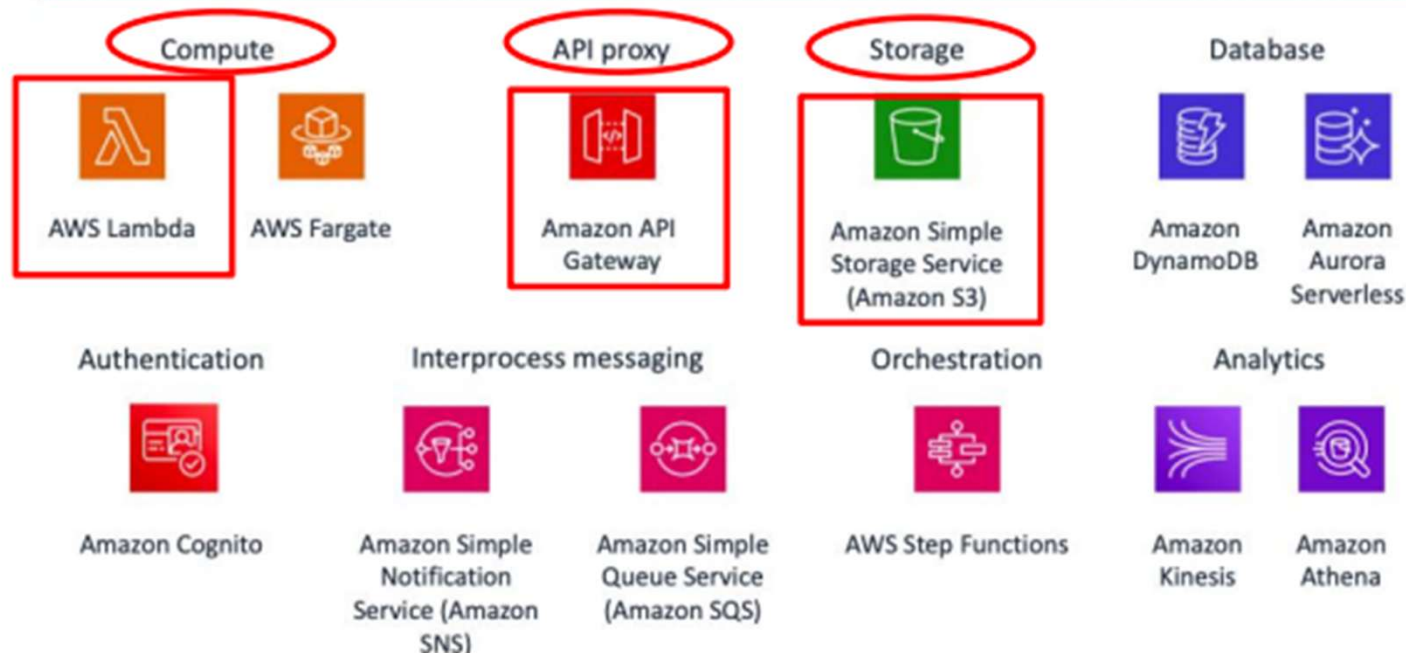 Compute
API proxy
Storage
Database
AWS Lambda
AWS Fargate
Amazon API
Gateway
Amazon Simple
Storage Service
(Amazon S3)
Amazon
DynamoDB
Amazon
Aurora
Serverless
Authentication
Interprocess messaging
Orchestration
Analytics
Amazon Cognito
Amazon Simple
Notification
Service (Amazon
SNS)
Amazon Simple
Queue Service
(Amazon SQS)
AWS Step Functions
Amazon
Kinesis
Amazon
Athena